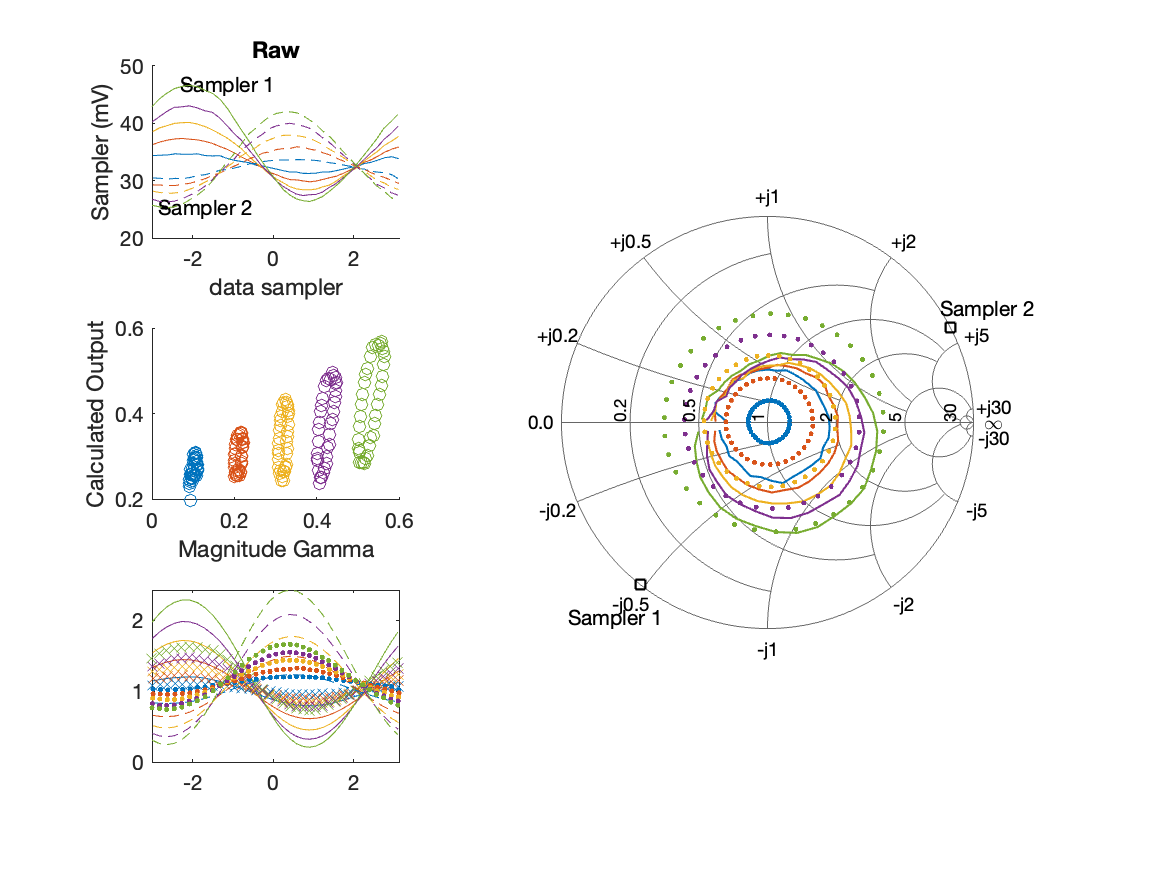 Raw
50
40
30
20
Sampler (mV)
Sampler 1
Sampler 2
-2
0
2
data sampler
0.6
0.4
0.2
Calculated Output
0
0.2
0.4
0.6
Magnitude Gamma
2
1
0
-2
0
2
+j1
+j0.5
+j2
Sampler 2
+j0.2
+j5
0.0
0.2
0.5
1
2
5
30
+j30
∞
-j30
-j0.2
-j5
-j0.5
Sampler 1
-j2
-j1